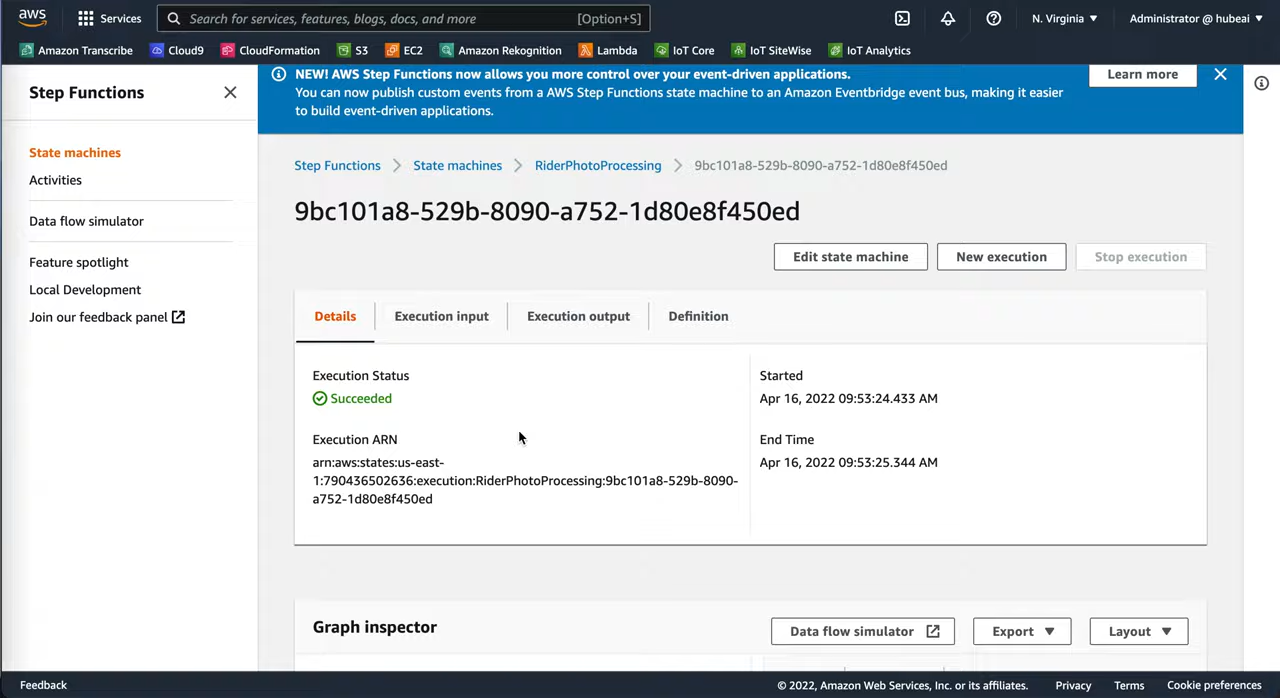 aws
Services
Search for services, features, blogs, docs, and more
[Option+S]
N. Virginia ▼
Administrator @ hubeai ▼
Amazon Transcribe
Cloud9
CloudFormation
S3
EC2
Amazon Rekognition
Lambda
IoT Core
IoT SiteWise
IoT Analytics
Step Functions
State machines
Activities
Data flow simulator
Feature spotlight
Local Development
Join our feedback panel
NEW! AWS Step Functions now allows you more control over your event-driven applications.
You can now publish custom events from a AWS Step Functions state machine to an Amazon Eventbridge event bus, making it easier
to build event-driven applications.
Learn more
Step Functions > State machines > RiderPhotoProcessing > 9bc101a8-529b-8090-a752-1d80e8f450ed
9bc101a8-529b-8090-a752-1d80e8f450ed
Edit state machine
New execution
Stop execution
Details
Execution input
Execution output
Definition
Execution Status
Succeeded
Execution ARN
arn:aws:states:us-east-
1:790436502636:execution:RiderPhotoProcessing:9bc101a8-529b-8090-
a752-1d80e8f450ed
Started
Apr 16, 2022 09:53:24.433 AM
End Time
Apr 16, 2022 09:53:25.344 AM
Graph inspector
Data flow simulator
Export ▼
Layout ▼
Feedback
© 2022, Amazon Web Services, Inc. or its affiliates.
Privacy
Terms
Cookie preferences